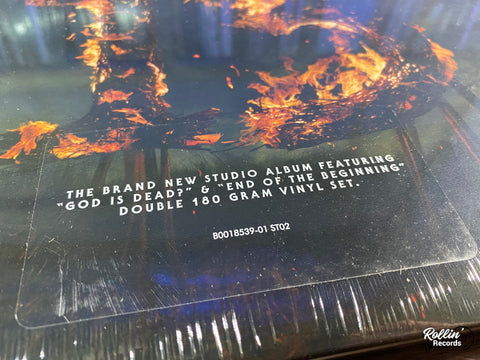 THE BRAND NEW STUDIO ALBUM FEATURING
"GOD IS DEAD?" & "END OF THE BEGINNING"
DOUBLE 180 GRAM VINYL SET.
B0018539-01 ST02
Rollin'
Records